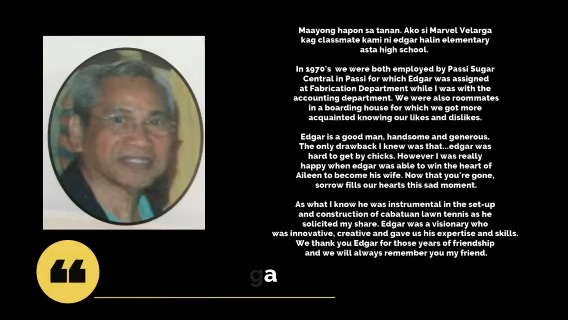 Maayong hapon sa tanan. Ako si Marvel Velarga
kag classmate kami ni edgar halin elementary
asta high school.
In 1970's we were both employed by Passi Sugar
Central in Passi for which Edgar was assigned
at Fabrication Department while I was with the
accounting department. We were also roommates
in a boarding house for which we got more
acquainted knowing our likes and dislikes.
Edgar is a good man, handsome and generous.
The only drawback I knew was that...edgar was
hard to get by chicks. However I was really
happy when edgar was able to win the heart of
Aileen to become his wife. Now that you're gone,
sorrow fills our hearts this sad moment.
As what I know he was instrumental in the set-up
and construction of cabatuan lawn tennis as he
solicited my share. Edgar was a visionary who
was innovative, creative and gave us his expertise and skills.
We thank you Edgar for those years of friendship
and we will always remember you my friend.
ga